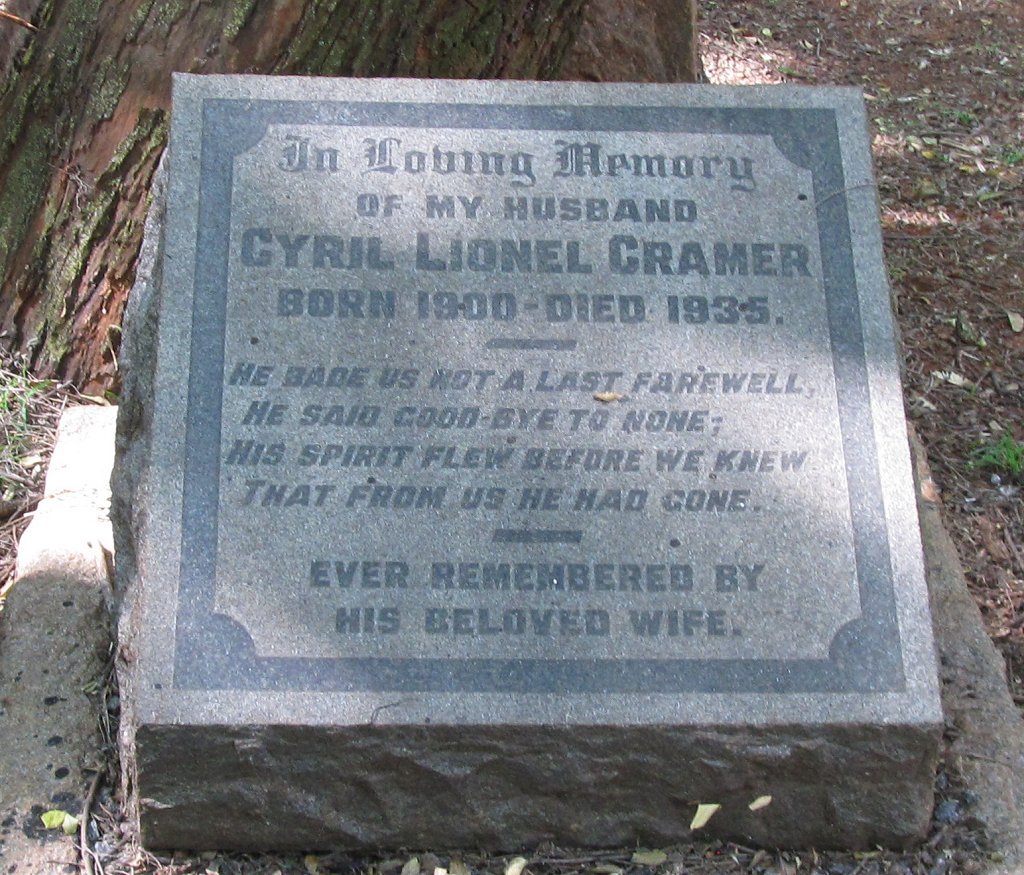 In Loving Memory
OF MY HUSBAND
CYRIL LIONEL CRAMER
BORN 1900 - DIED 1935.
HE BADE US NOT A LAST FAREWELL,
HE SAID GOOD-BYE TO NONE;
HIS SPIRIT FLEW BEFORE WE KNEW
THAT FROM US HE HAD GONE.
EVER REMEMBERED BY
HIS BELOVED WIFE.